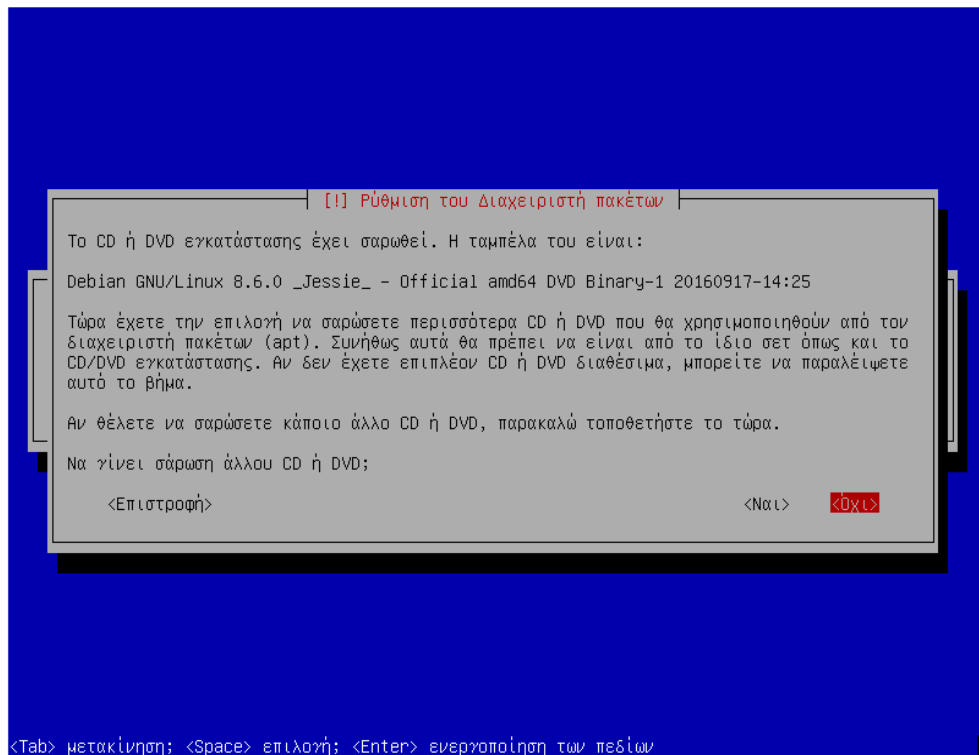 [!] Ρύθμιση του Διαχειριστή πακέτων
Το CD ή DVD εγκατάστασης έχει σαρωθεί. Η ταμπέλα του είναι:
Debian GNU/Linux 8.6.0 _Jessie_ - Official amd64 DVD Binary-1 20160917-14:25
Τώρα έχετε την επιλογή να σαρώσετε περισσότερα CD ή DVD που θα χρησιμοποιηθούν από τον
διαχειριστή πακέτων (apt). Συνήθως αυτά θα πρέπει να είναι από το ίδιο σετ όπως και το
CD/DVD εγκατάστασης. Αν δεν έχετε επιπλέον CD ή DVD διαθέσιμα, μπορείτε να παραλείψετε
αυτό το βήμα.
Αν θέλετε να σαρώσετε κάποιο άλλο CD ή DVD, παρακαλώ τοποθετήστε το τώρα.
Να γίνει σάρωση άλλου CD ή DVD;
<Επιστροφή> <Ναι> <Όχι>
<Tab> μετακίνηση; <Space> επιλογή; <Enter> ενεργοποίηση των πεδίων